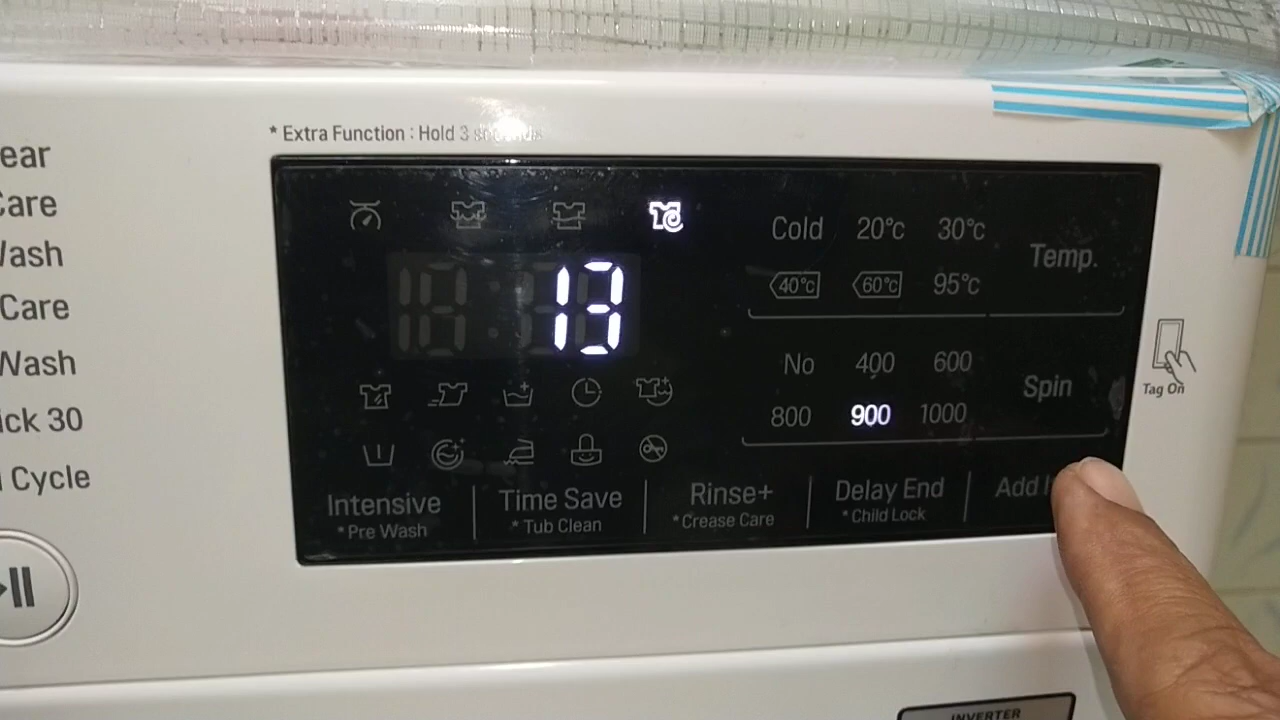 * Extra Function : Hold 3 seconds
ear
Care
Wash
Care
Wash
ick 30
Cycle
13
Cold 20°c 30°c
40°c 60°c 95°c
Temp.
No 400 600
800 900 1000
Spin
Tag On
Intensive
* Pre Wash
Time Save
* Tub Clean
Rinse+
* Crease Care
Delay End
* Child Lock
Add
INVERTER